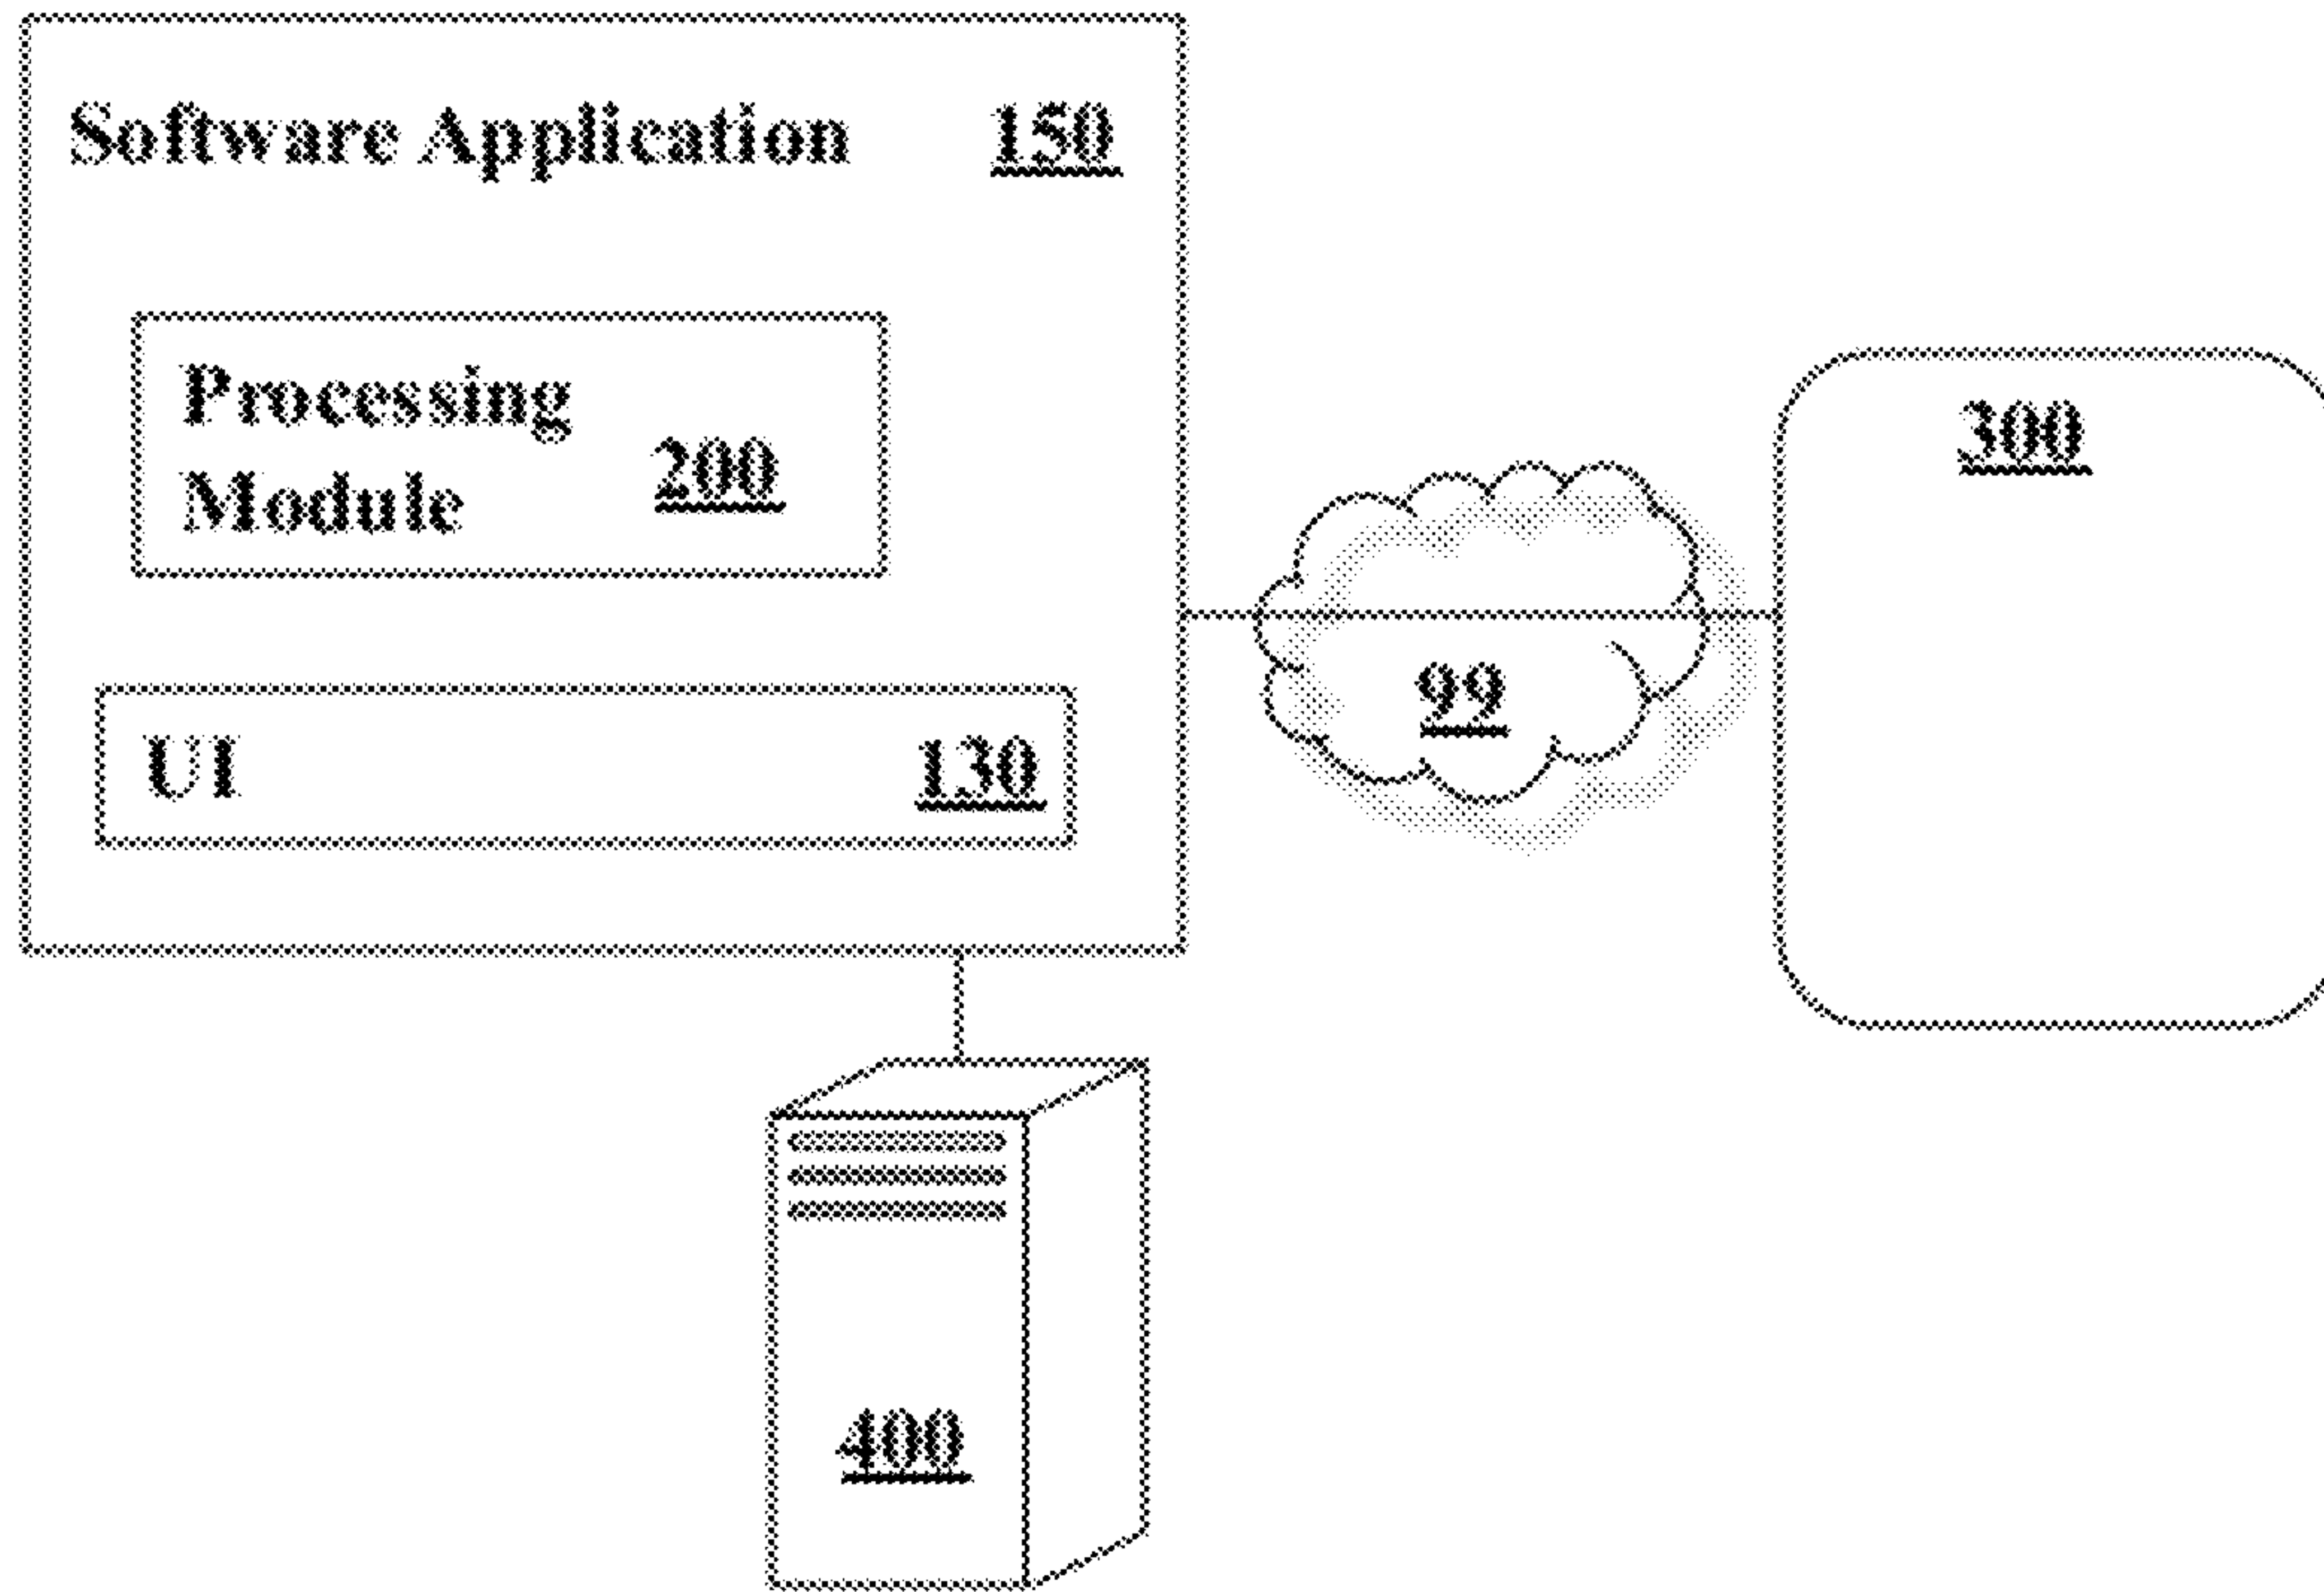 Software Application 150
Processing
Module 200
300
99
UI 130
400